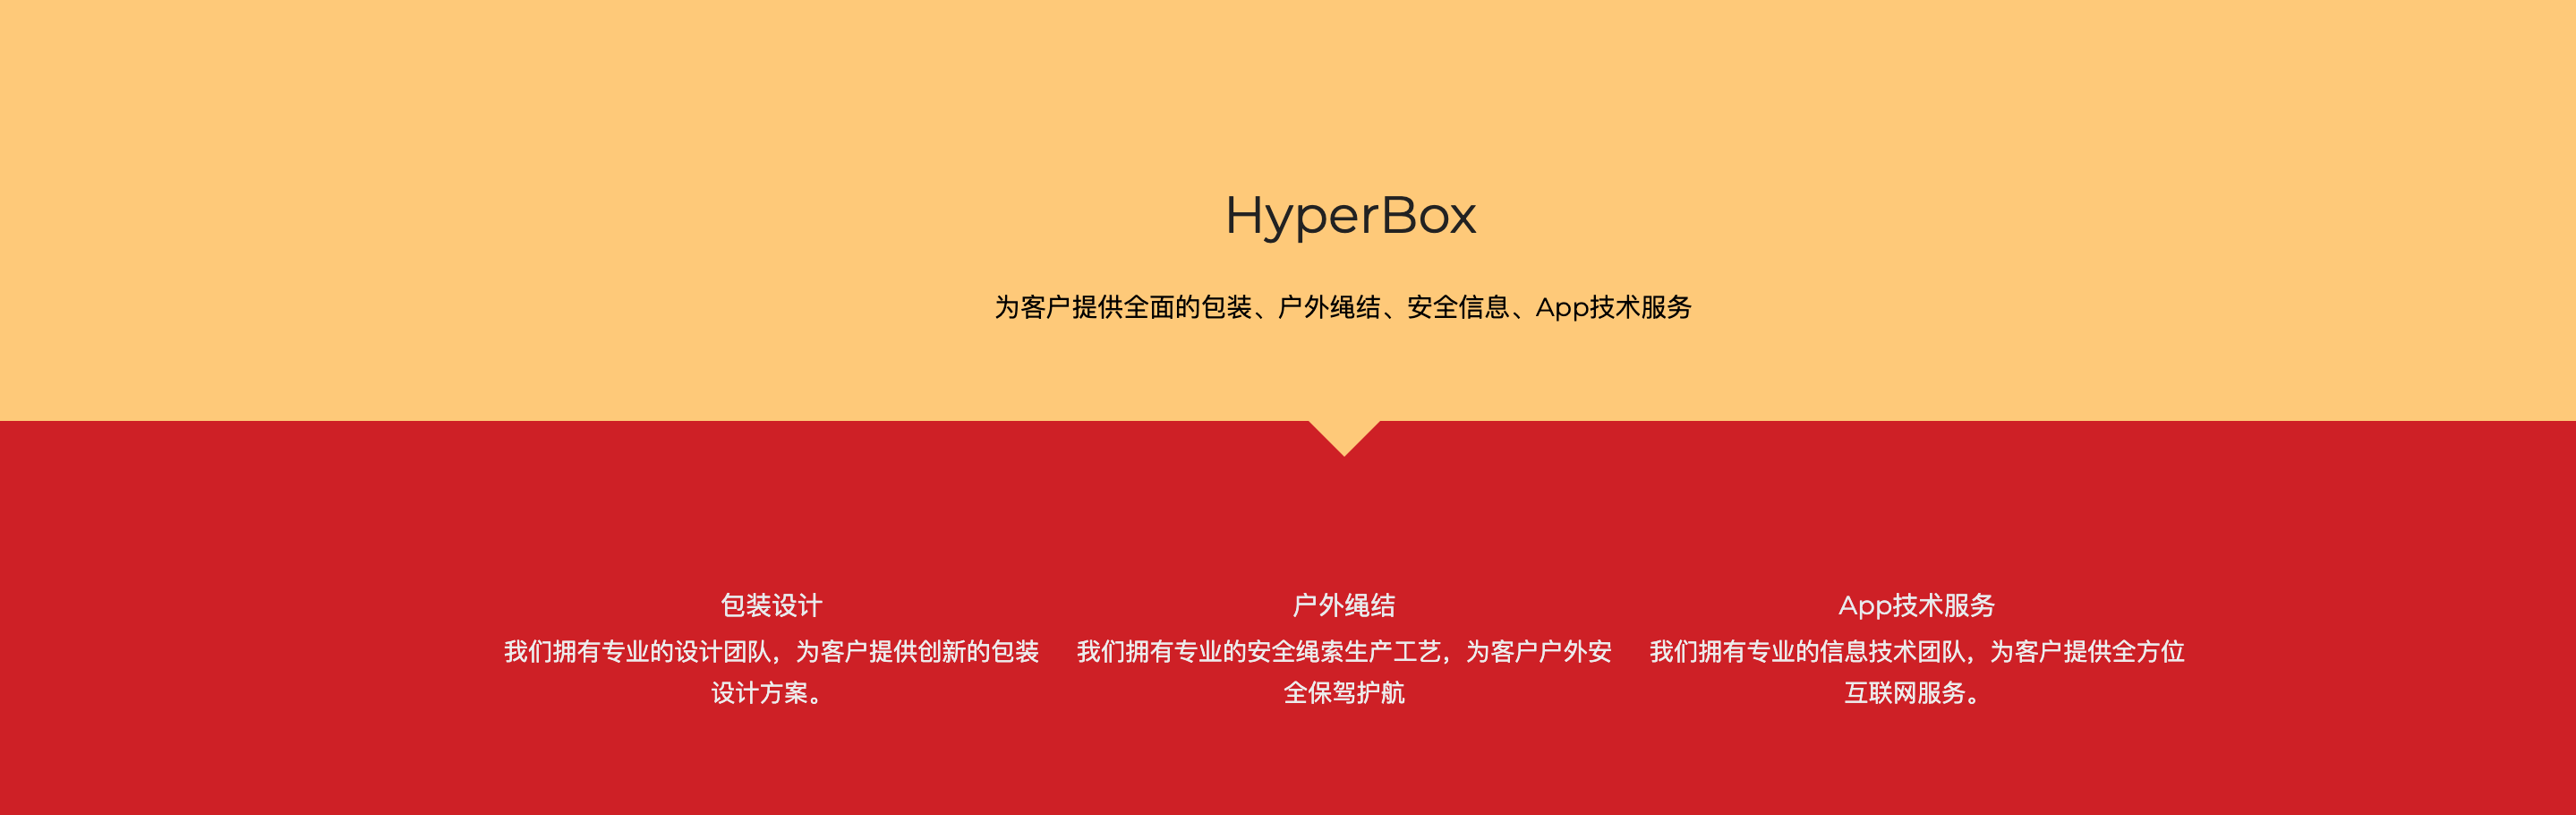 HyperBox
为客户提供全面的包装、户外绳结、安全信息、App技术服务
包装设计
我们拥有专业的设计团队，为客户提供创新的包装
设计方案。
户外绳结
我们拥有专业的安全绳索生产工艺，为客户户外安
全保驾护航
App技术服务
我们拥有专业的信息技术团队，为客户提供全方位
互联网服务。